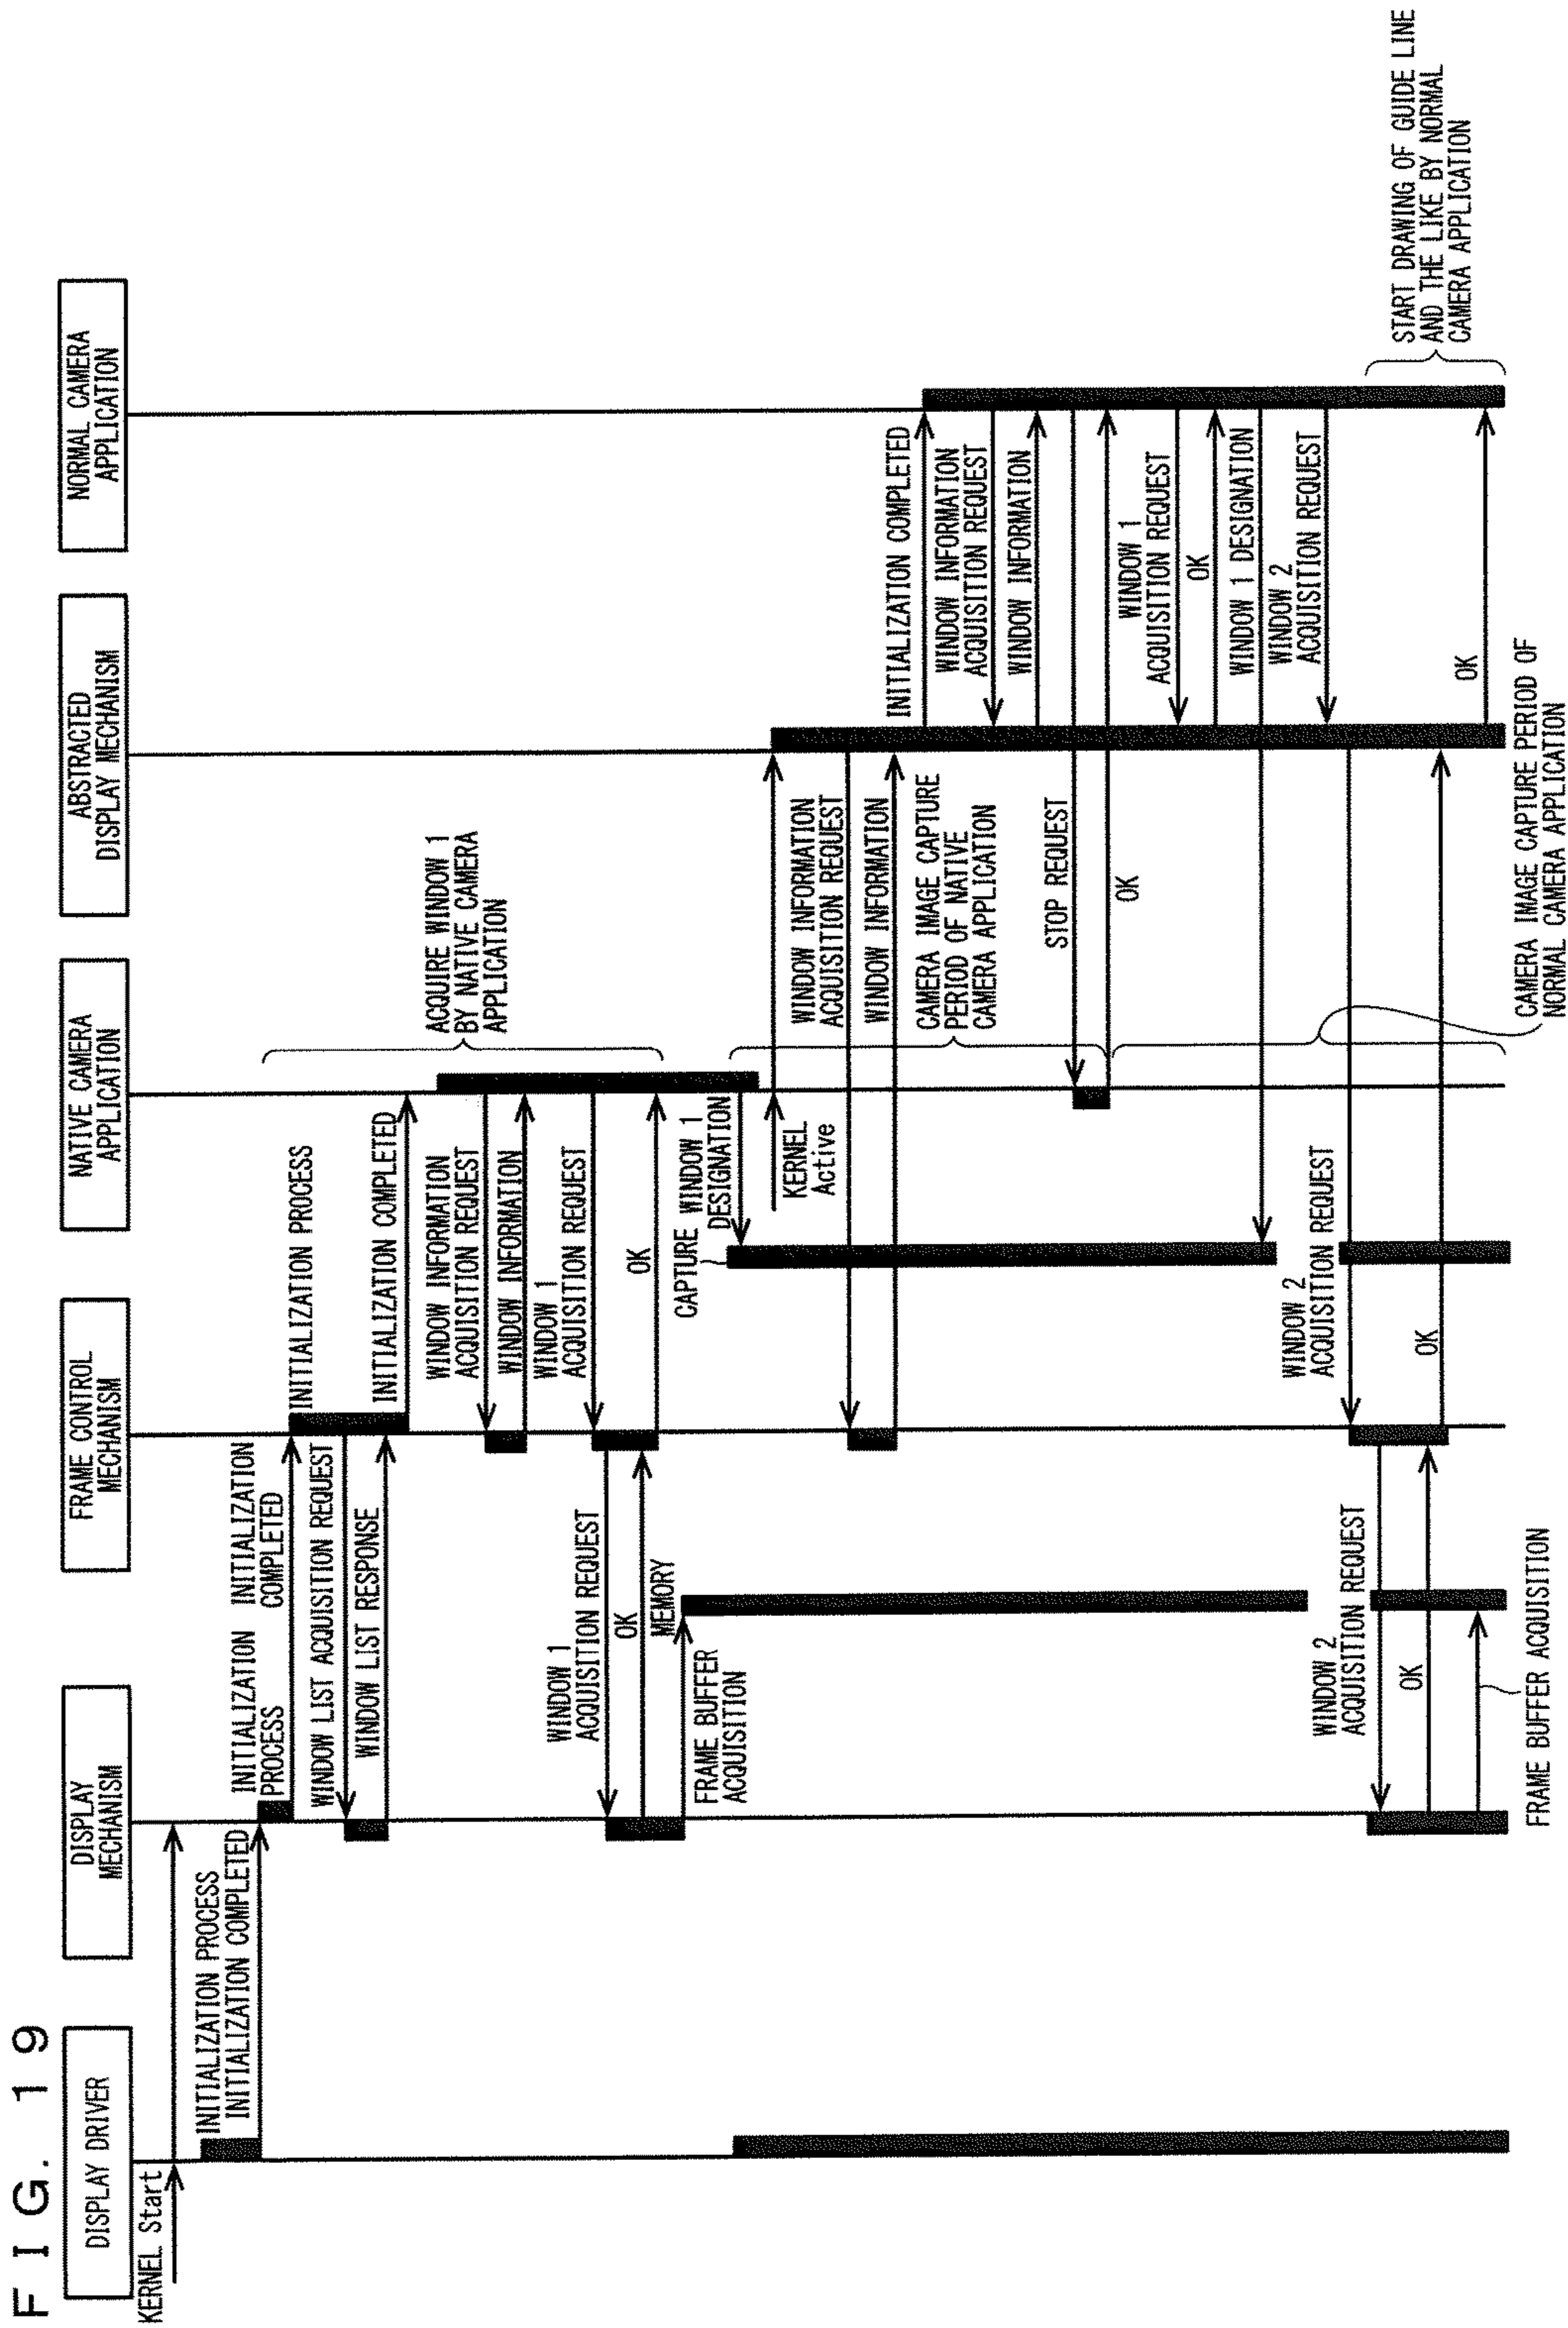 FIG. 19
DISPLAY DRIVER
DISPLAY
MECHANISM
FRAME CONTROL
MECHANISM
NATIVE CAMERA
APPLICATION
ABSTRACTED
DISPLAY MECHANISM
NORMAL CAMERA
APPLICATION
KERNEL Start
INITIALIZATION PROCESS
INITIALIZATION COMPLETED
INITIALIZATION
PROCESS
INITIALIZATION
COMPLETED
INITIALIZATION PROCESS
WINDOW LIST ACQUISITION REQUEST
WINDOW LIST RESPONSE
INITIALIZATION COMPLETED
ACQUIRE WINDOW 1
BY NATIVE CAMERA
APPLICATION
WINDOW INFORMATION
ACQUISITION REQUEST
WINDOW INFORMATION
WINDOW 1
ACQUISITION REQUEST
WINDOW 1
ACQUISITION REQUEST
OK
OK
MEMORY
FRAME BUFFER
ACQUISITION
CAPTURE
WINDOW 1
DESIGNATION
KERNEL
Active
WINDOW INFORMATION
ACQUISITION REQUEST
WINDOW INFORMATION
CAMERA IMAGE CAPTURE
PERIOD OF NATIVE
CAMERA APPLICATION
INITIALIZATION COMPLETED
WINDOW INFORMATION
ACQUISITION REQUEST
WINDOW INFORMATION
STOP REQUEST
OK
WINDOW 1
ACQUISITION REQUEST
OK
WINDOW 1 DESIGNATION
WINDOW 2
ACQUISITION REQUEST
WINDOW 2
ACQUISITION REQUEST
WINDOW 2
ACQUISITION REQUEST
OK
OK
OK
FRAME BUFFER ACQUISITION
CAMERA IMAGE CAPTURE PERIOD OF
NORMAL CAMERA APPLICATION
START DRAWING OF GUIDE LINE
AND THE LIKE BY NORMAL
CAMERA APPLICATION